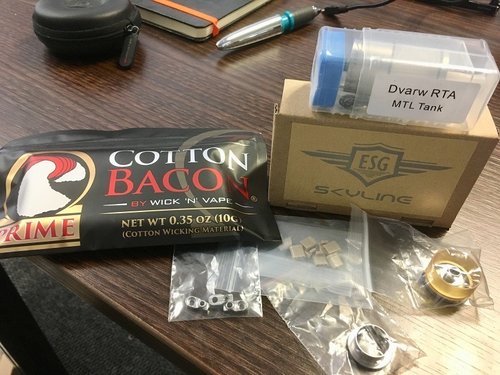 Dvarw RTA
MTL Tank
ESG
SKYLINE
COTTON
BACON
BY WICK 'N' VAPE
PRIME
NET WT 0.35 OZ (10G)
(COTTON WICKING MATERIAL)